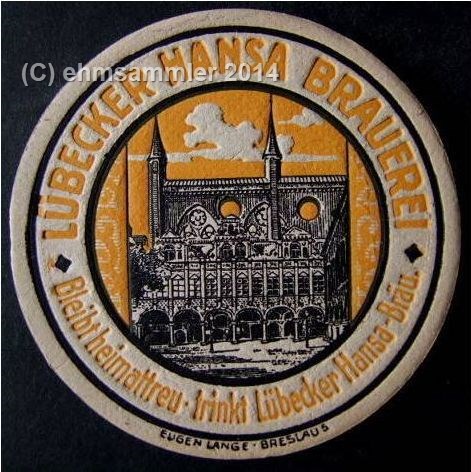 (C) ehmsammler 2014
LÜBECKER HANSA BRAUEREI
Bleibt heimattreu · trinkt Lübecker Hansa-Bräu.
EUGEN LANGE · BRESLAU 5